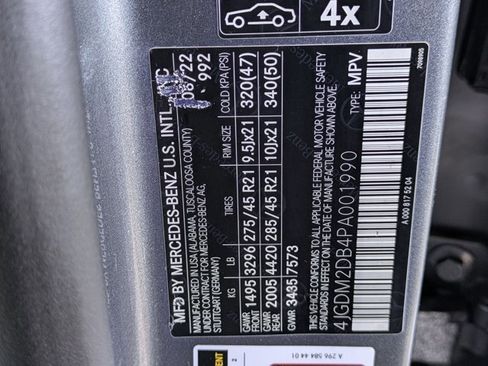 4x
MFD BY MERCEDES-BENZ U.S. INTL., INC
MANUFACTURED IN USA (ALABAMA, TUSCALOOSA COUNTY)
UNDER CONTRACT FOR MERCEDES-BENZ AG,
STUTTGART (GERMANY)
08/22
992
KG LB TIRES RIM SIZE COLD KPA (PSI)
GAWR FRONT 1495 3296 275/45 R21 9.5Jx21 320(47)
GAWR REAR 2005 4420 285/45 R21 10Jx21 340(50)
GVWR 3435 7573
THIS VEHICLE CONFORMS TO ALL APPLICABLE U.S. FEDERAL MOTOR VEHICLE SAFETY
STANDARDS IN EFFECT ON THE DATE OF MANUFACTURE SHOWN ABOVE.
TYPE: MPV
4JGDM2DB4PA001990
A 000 817 52 04
A 296 584 44 01